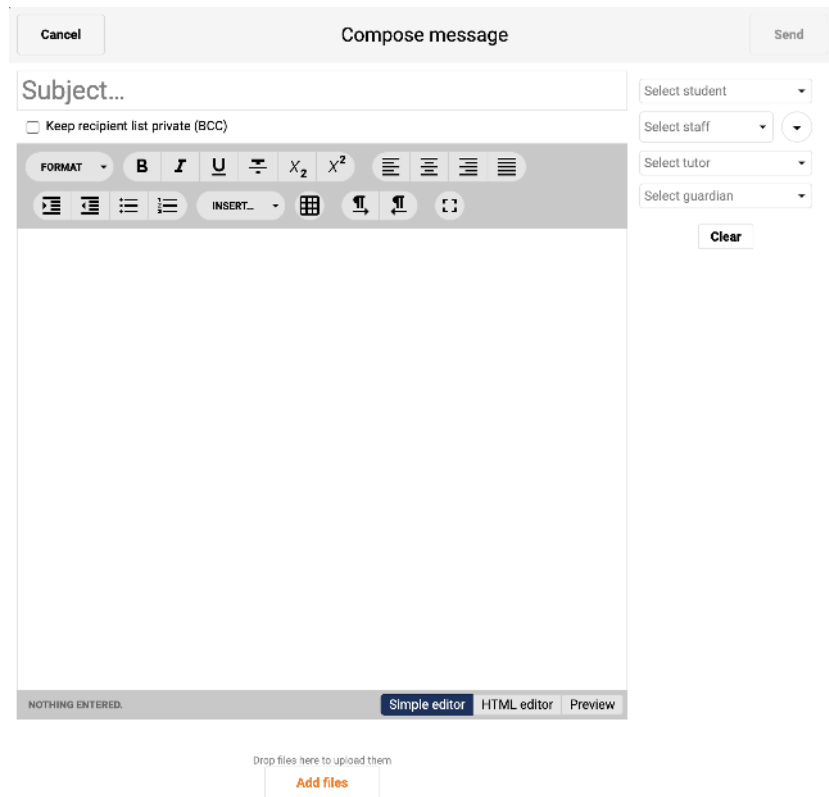 Cancel
Compose message
Send
Subject...
Keep recipient list private (BCC)
FORMAT
B I U T X2 X2
INSERT...
Select student
Select staff
Select tutor
Select guardian
Clear
NOTHING ENTERED.
Simple editor HTML editor Preview
Drop files here to upload them
Add files